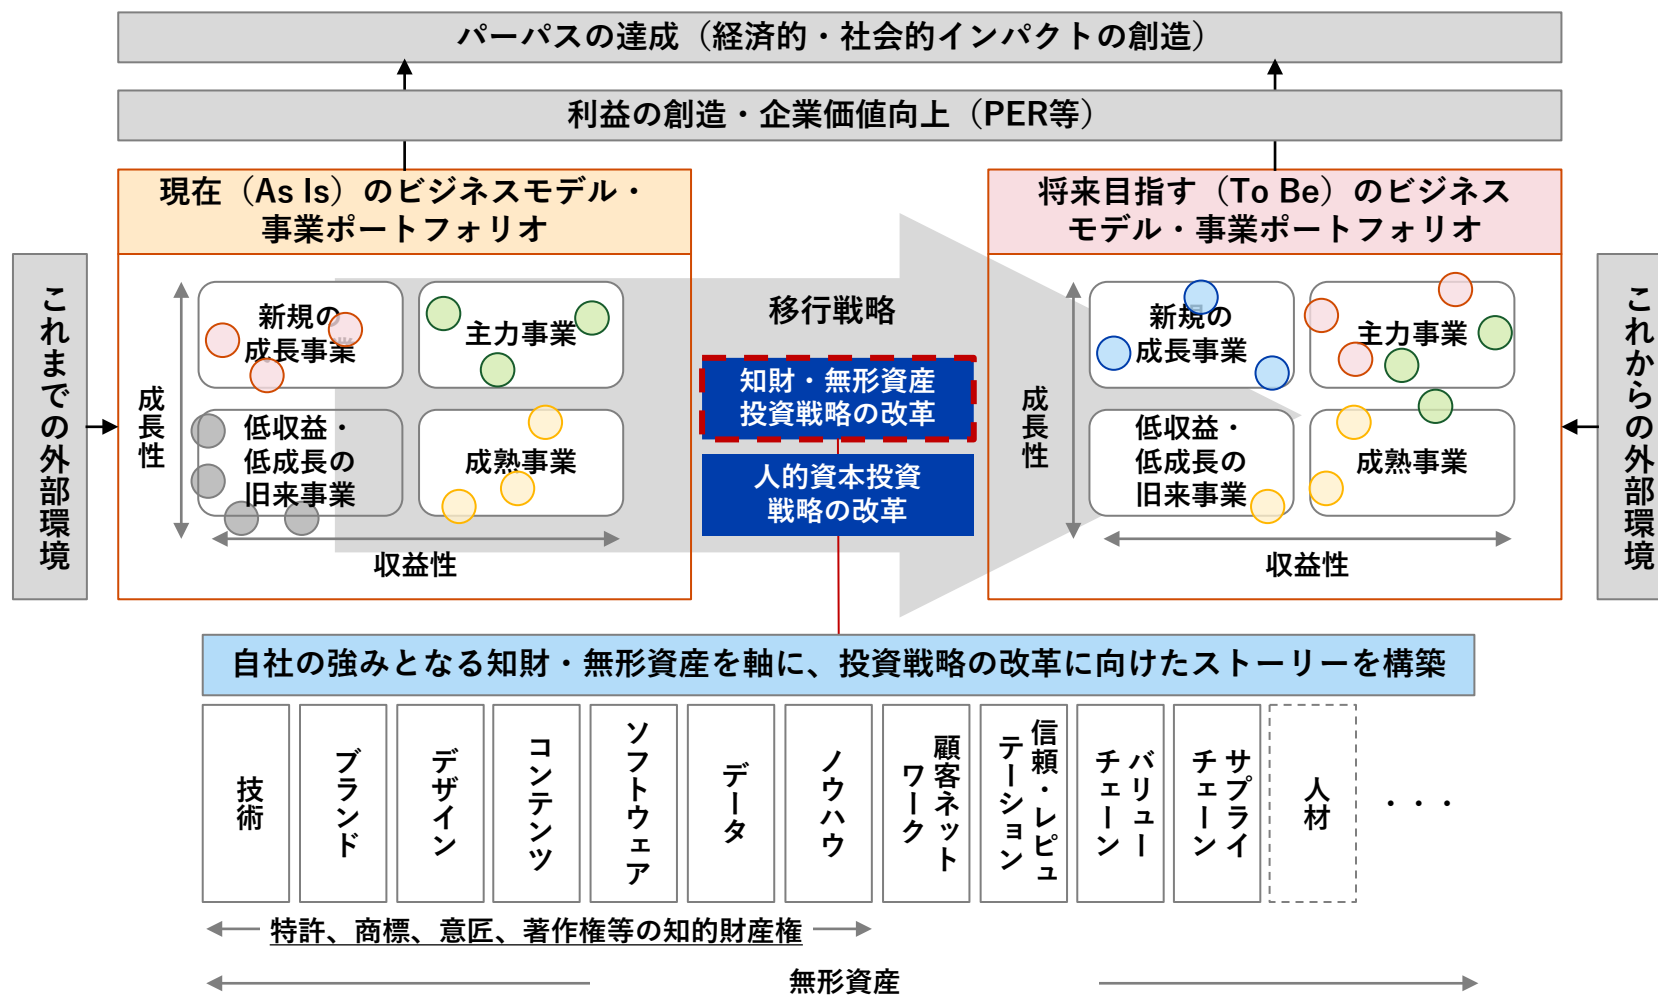 パーパスの達成（経済的・社会的インパクトの創造）
利益の創造・企業価値向上（PER等）
現在（As Is）のビジネスモデル・
事業ポートフォリオ
将来目指す（To Be）のビジネス
モデル・事業ポートフォリオ
これまでの外部環境
成長性
新規の
成長事業
主力事業
低収益・
低成長の
旧来事業
成熟事業
収益性
移行戦略
知財・無形資産
投資戦略の改革
人的資本投資
戦略の改革
成長性
新規の
成長事業
主力事業
低収益・
低成長の
旧来事業
成熟事業
収益性
これからの外部環境
自社の強みとなる知財・無形資産を軸に、投資戦略の改革に向けたストーリーを構築
技術
ブランド
デザイン
コンテンツ
ソフトウェア
データ
ノウハウ
顧客ネット
ワーク
信頼・レピュ
テーション
バリュー
チェーン
サプライ
チェーン
人材
・・・
特許、商標、意匠、著作権等の知的財産権
無形資産